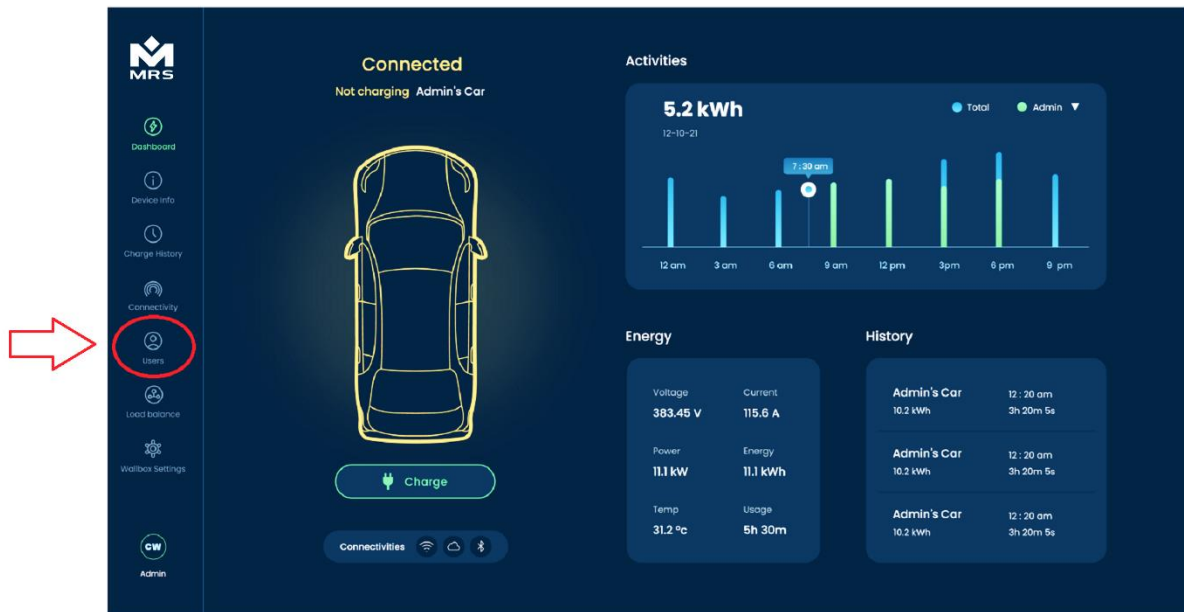 MRS
Dashboard
Device Info
Charge History
Connectivity
Users
Load balance
Wallbox Settings
CW
Admin
Connected
Not charging Admin's Car
Charge
Connectivities
Activities
5.2 kWh
12-10-21
Total Admin
7:30 am
12 am 3 am 6 am 9 am 12 pm 3pm 6 pm 9 pm
Energy
Voltage Current
383.45 V 115.6 A
Power Energy
11.1 kW 11.1 kWh
Temp Usage
31.2 °c 5h 30m
History
Admin's Car 12 : 20 am
10.2 kWh 3h 20m 5s
Admin's Car 12 : 20 am
10.2 kWh 3h 20m 5s
Admin's Car 12 : 20 am
10.2 kWh 3h 20m 5s